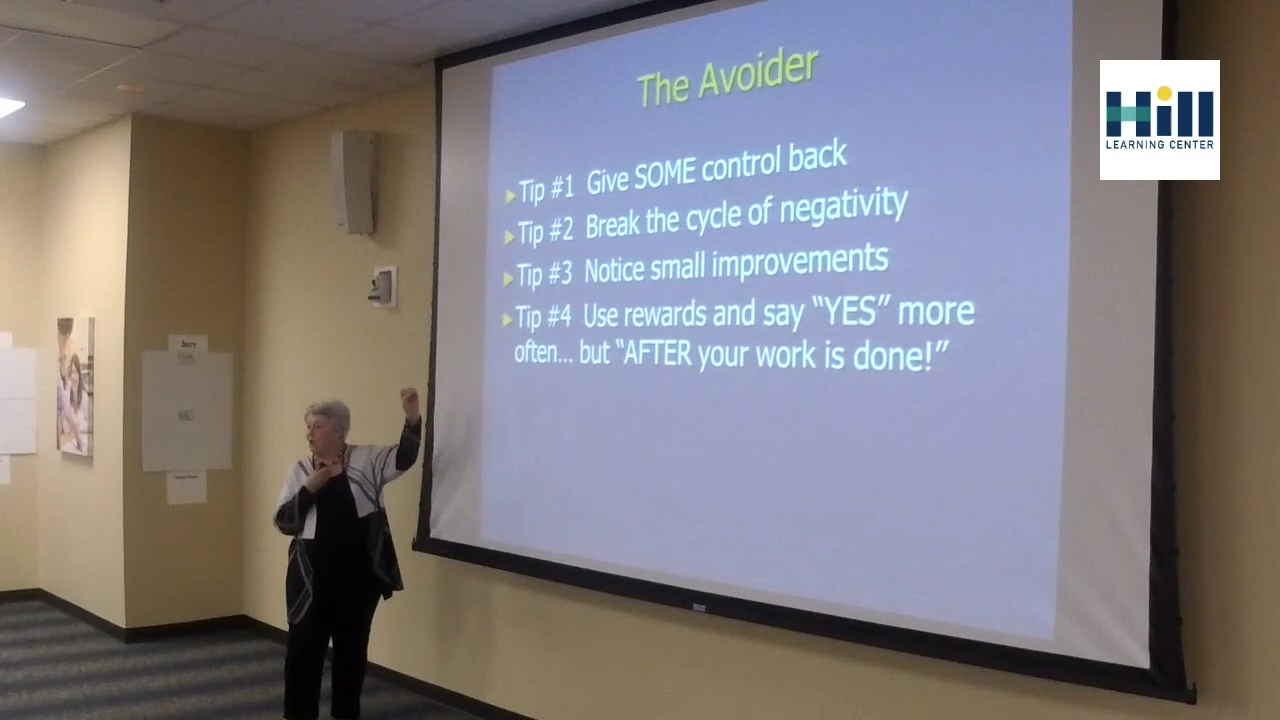 The Avoider
Tip #1 Give SOME control back
Tip #2 Break the cycle of negativity
Tip #3 Notice small improvements
Tip #4 Use rewards and say “YES” more
often... but “AFTER your work is done!”
Hill
LEARNING CENTER